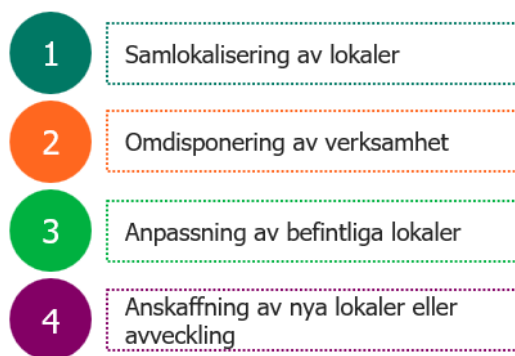 1
Samlokalisering av lokaler
2
Omdisponering av verksamhet
3
Anpassning av befintliga lokaler
4
Anskaffning av nya lokaler eller
avveckling